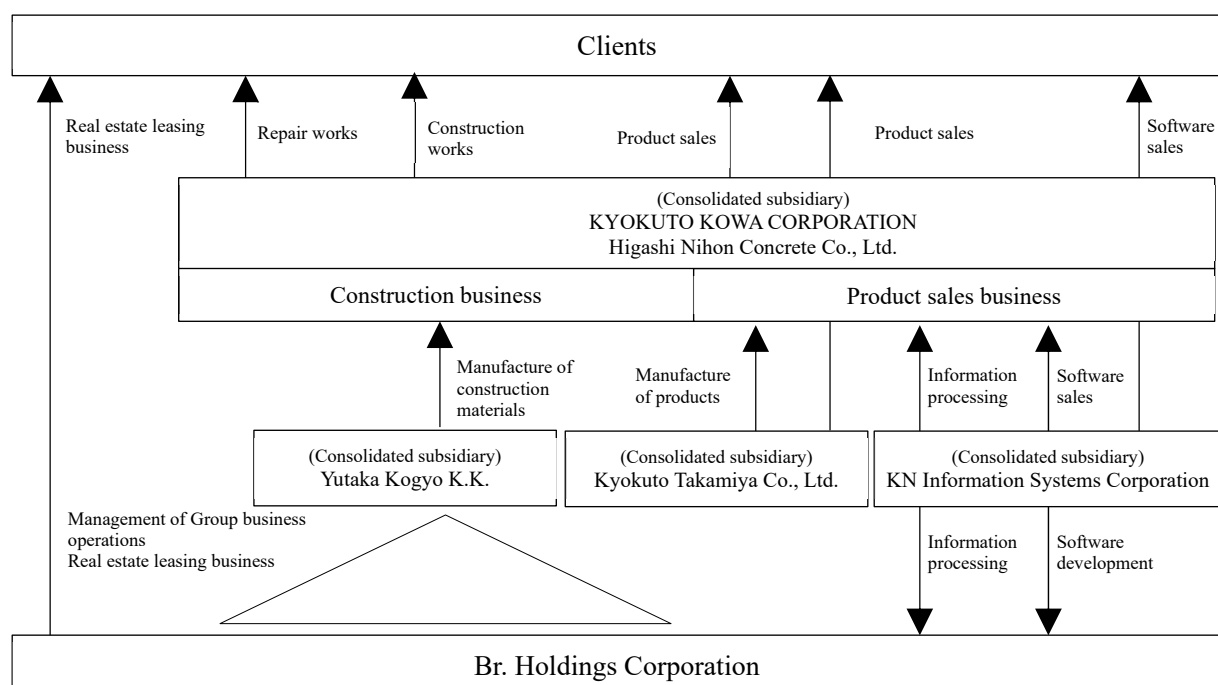 Clients
Real estate leasing
business
Repair works
Construction
works
Product sales
Product sales
Software
sales
(Consolidated subsidiary)
KYOKUTO KOWA CORPORATION
Higashi Nihon Concrete Co., Ltd.
Construction business
Product sales business
Manufacture of
construction
materials
Manufacture
of products
Information
processing
Software
sales
(Consolidated subsidiary)
Yutaka Kogyo K.K.
(Consolidated subsidiary)
Kyokuto Takamiya Co., Ltd.
(Consolidated subsidiary)
KN Information Systems Corporation
Management of Group business
operations
Real estate leasing business
Information
processing
Software
development
Br. Holdings Corporation